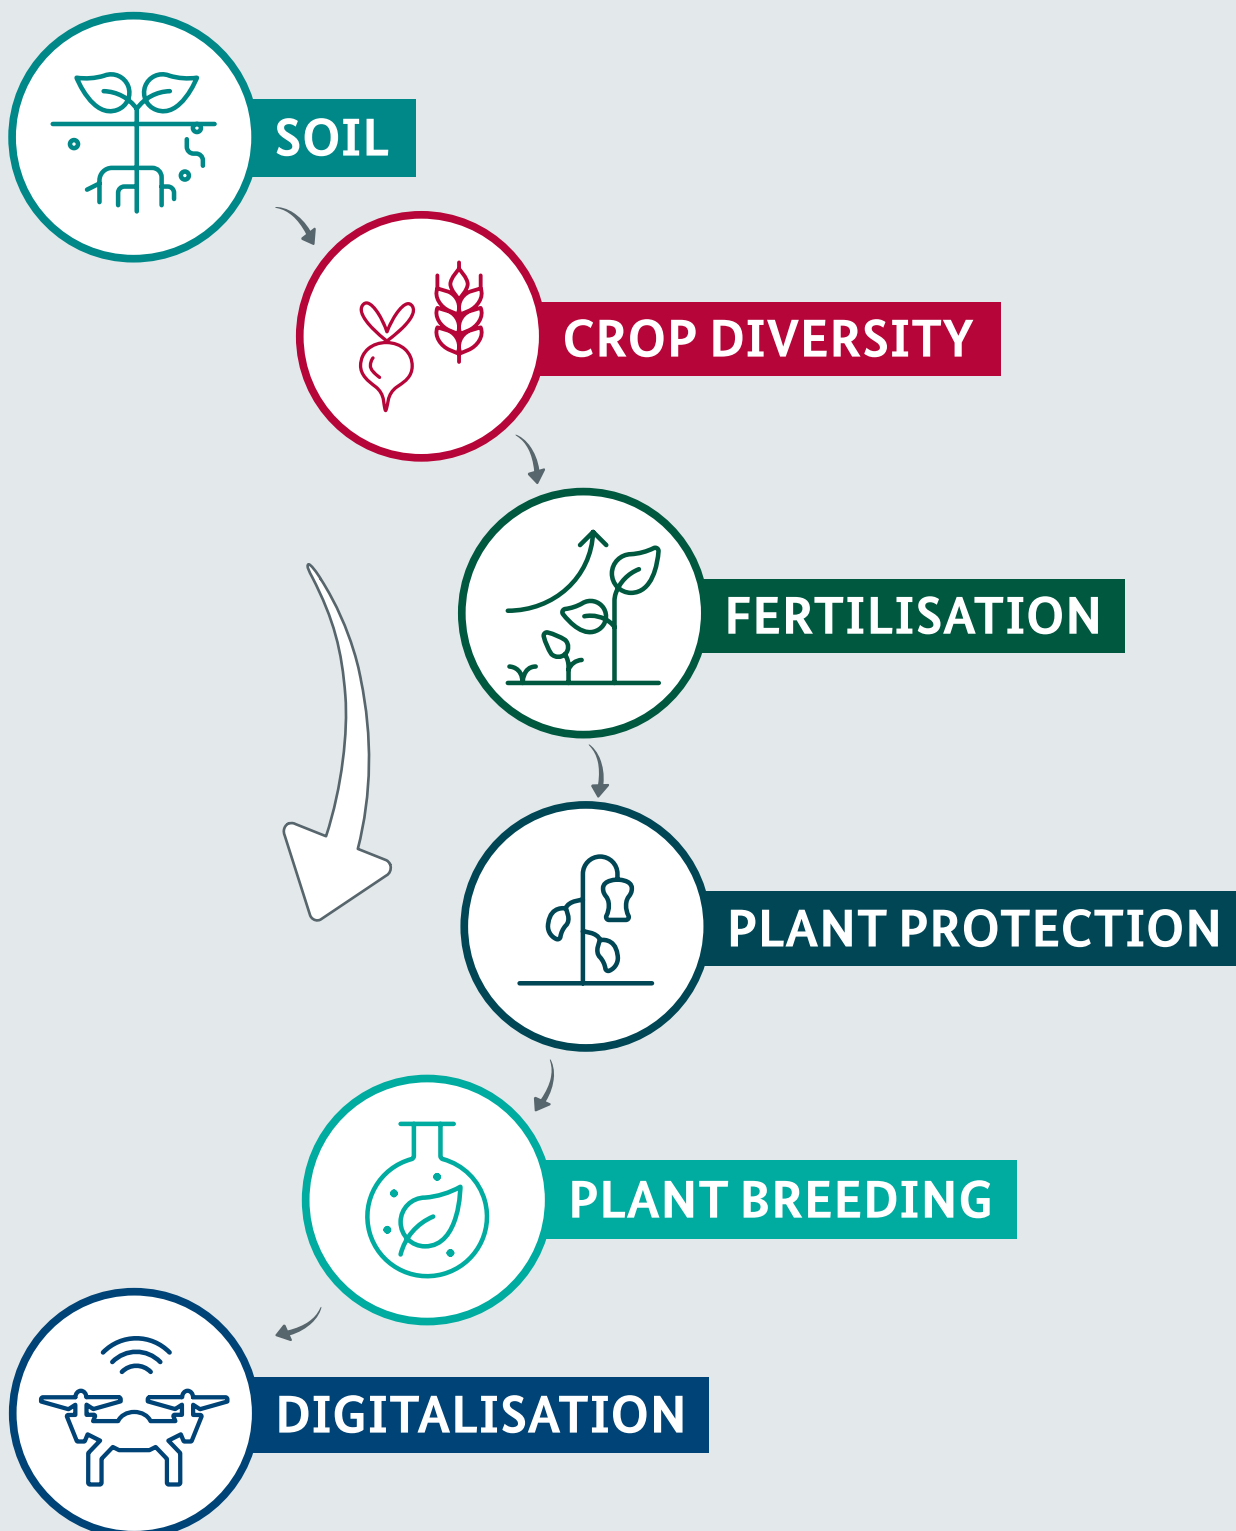 SOIL
CROP DIVERSITY
FERTILISATION
PLANT PROTECTION
PLANT BREEDING
DIGITALISATION